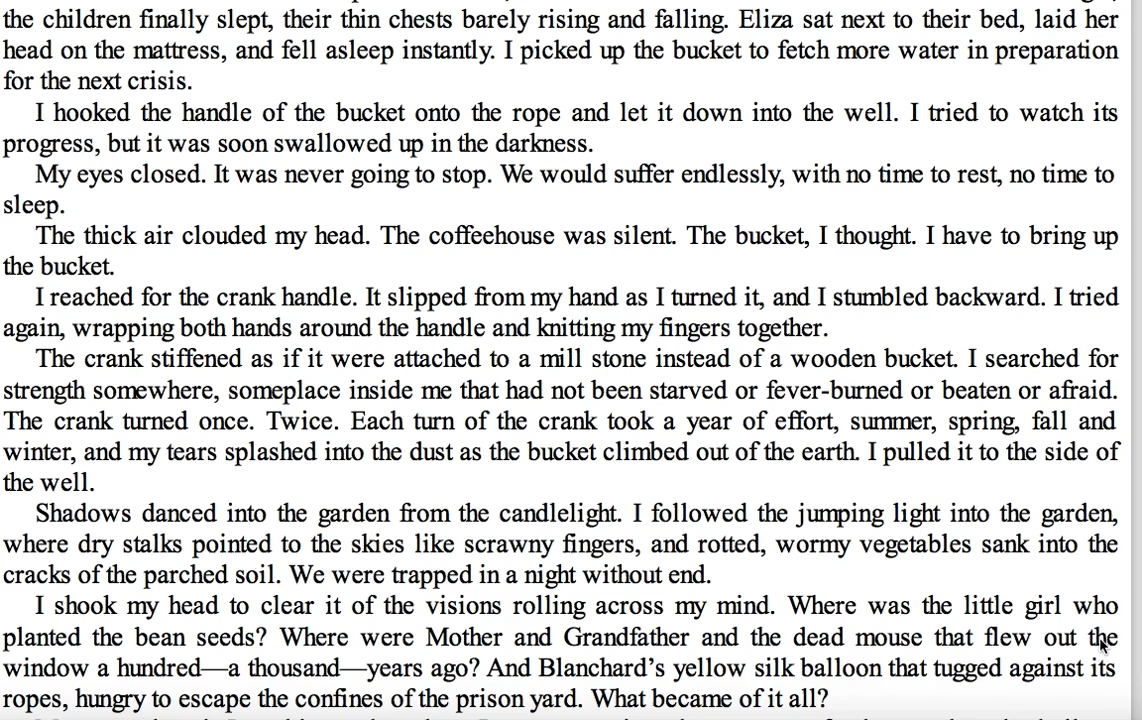 the children finally slept, their thin chests barely rising and falling. Eliza sat next to their bed, laid her
head on the mattress, and fell asleep instantly. I picked up the bucket to fetch more water in preparation
for the next crisis.
I hooked the handle of the bucket onto the rope and let it down into the well. I tried to watch its
progress, but it was soon swallowed up in the darkness.
My eyes closed. It was never going to stop. We would suffer endlessly, with no time to rest, no time to
sleep.
The thick air clouded my head. The coffeehouse was silent. The bucket, I thought. I have to bring up
the bucket.
I reached for the crank handle. It slipped from my hand as I turned it, and I stumbled backward. I tried
again, wrapping both hands around the handle and knitting my fingers together.
The crank stiffened as if it were attached to a mill stone instead of a wooden bucket. I searched for
strength somewhere, someplace inside me that had not been starved or fever-burned or beaten or afraid.
The crank turned once. Twice. Each turn of the crank took a year of effort, summer, spring, fall and
winter, and my tears splashed into the dust as the bucket climbed out of the earth. I pulled it to the side of
the well.
Shadows danced into the garden from the candlelight. I followed the jumping light into the garden,
where dry stalks pointed to the skies like scrawny fingers, and rotted, wormy vegetables sank into the
cracks of the parched soil. We were trapped in a night without end.
I shook my head to clear it of the visions rolling across my mind. Where was the little girl who
planted the bean seeds? Where were Mother and Grandfather and the dead mouse that flew out the
window a hundred—a thousand—years ago? And Blanchard’s yellow silk balloon that tugged against its
ropes, hungry to escape the confines of the prison yard. What became of it all?